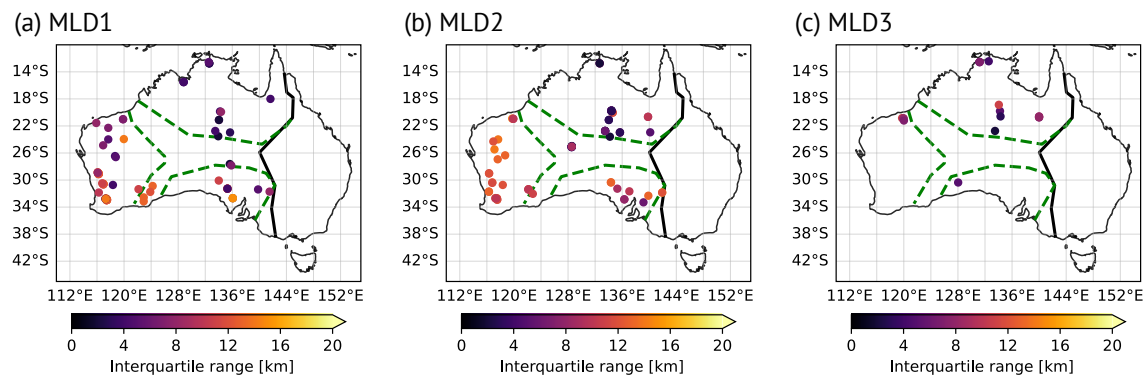 (a) MLD1 (b) MLD2 (c) MLD3
14°S 14°S 14°S
18°S 18°S 18°S
22°S 22°S 22°S
26°S 26°S 26°S
30°S 30°S 30°S
34°S 34°S 34°S
38°S 38°S 38°S
42°S 42°S 42°S
112°E 120°E 128°E 136°E 144°E 152°E 112°E 120°E 128°E 136°E 144°E 152°E 112°E 120°E 128°E 136°E 144°E 152°E
0 4 8 12 16 20 0 4 8 12 16 20 0 4 8 12 16 20
Interquartile range [km] Interquartile range [km] Interquartile range [km]